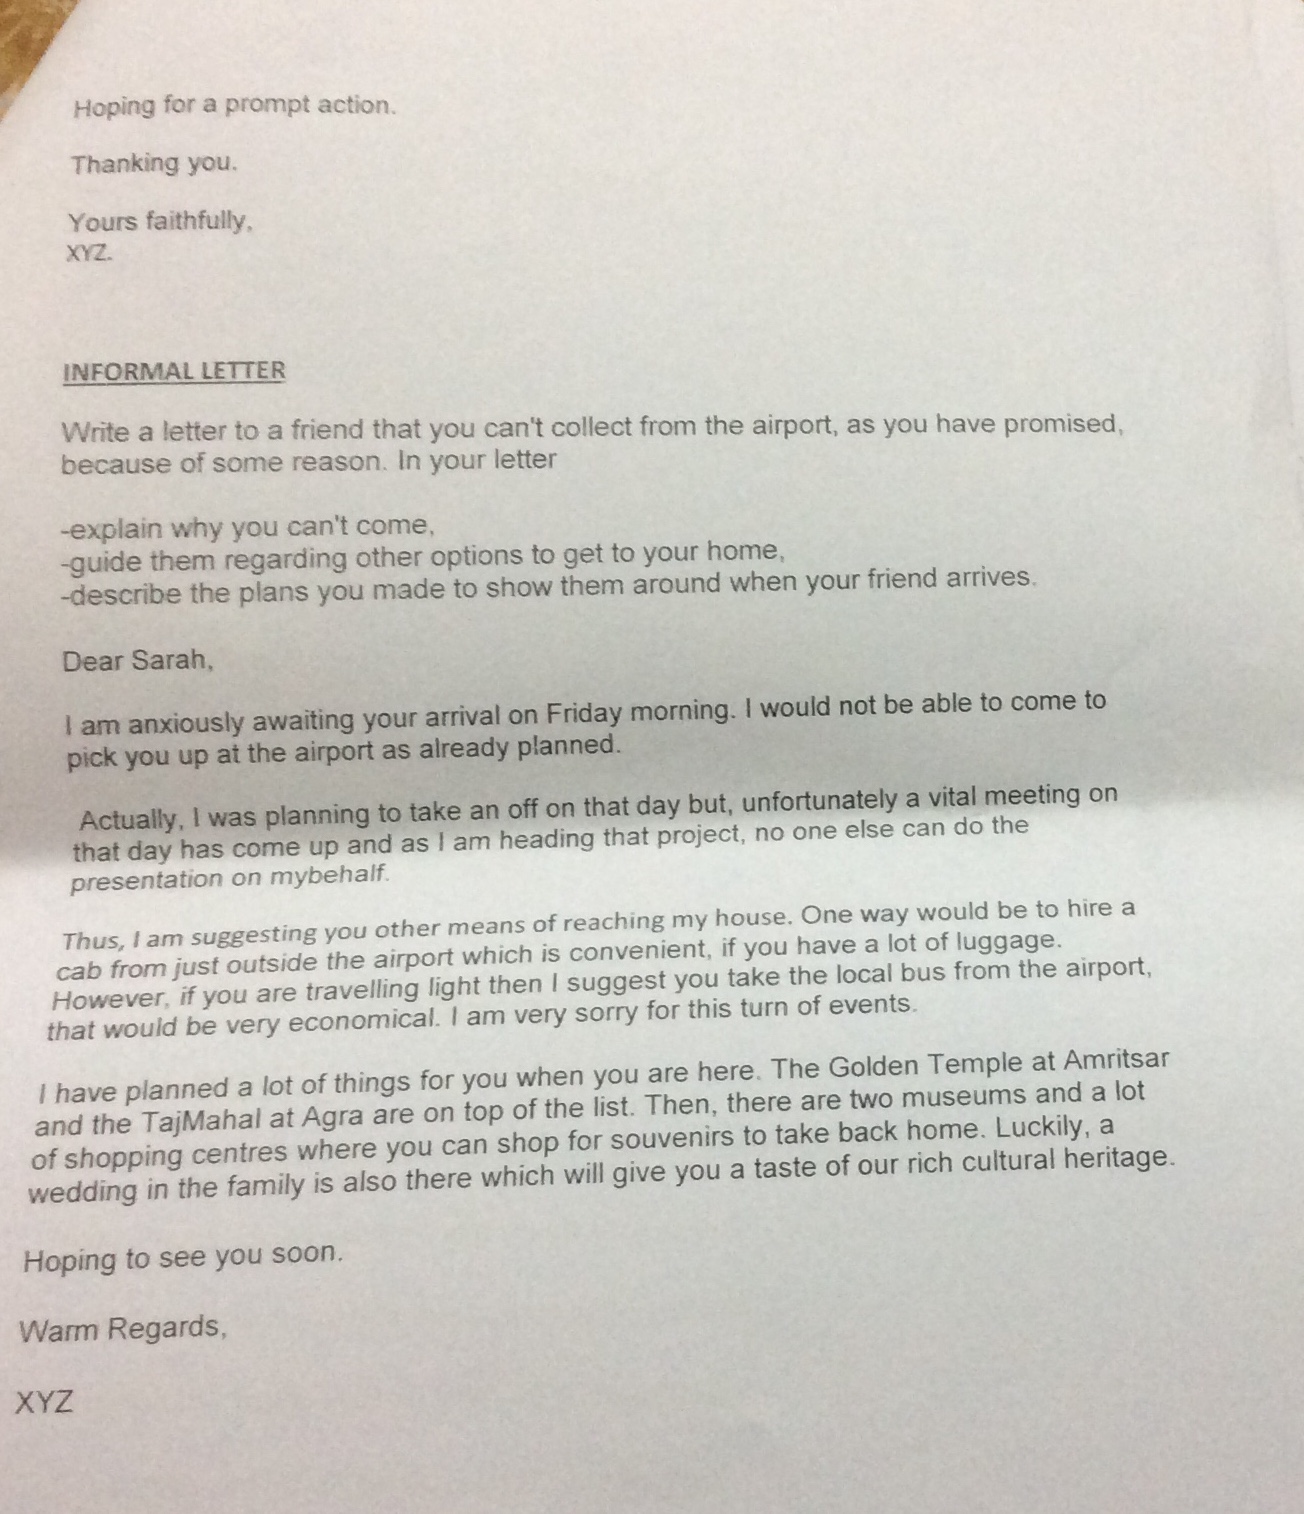 Hoping for a prompt action.
Thanking you.
Yours faithfully,
XYZ.
INFORMAL LETTER
Write a letter to a friend that you can't collect from the airport, as you have promised,
because of some reason. In your letter
-explain why you can't come,
-guide them regarding other options to get to your home,
-describe the plans you made to show them around when your friend arrives.
Dear Sarah,
I am anxiously awaiting your arrival on Friday morning. I would not be able to come to
pick you up at the airport as already planned.
Actually, I was planning to take an off on that day but, unfortunately a vital meeting on
that day has come up and as I am heading that project, no one else can do the
presentation on mybehalf.
Thus, I am suggesting you other means of reaching my house. One way would be to hire a
cab from just outside the airport which is convenient, if you have a lot of luggage.
However, if you are travelling light then I suggest you take the local bus from the airport,
that would be very economical. I am very sorry for this turn of events.
I have planned a lot of things for you when you are here. The Golden Temple at Amritsar
and the TajMahal at Agra are on top of the list. Then, there are two museums and a lot
of shopping centres where you can shop for souvenirs to take back home. Luckily, a
wedding in the family is also there which will give you a taste of our rich cultural heritage.
Hoping to see you soon.
Warm Regards,
XYZ